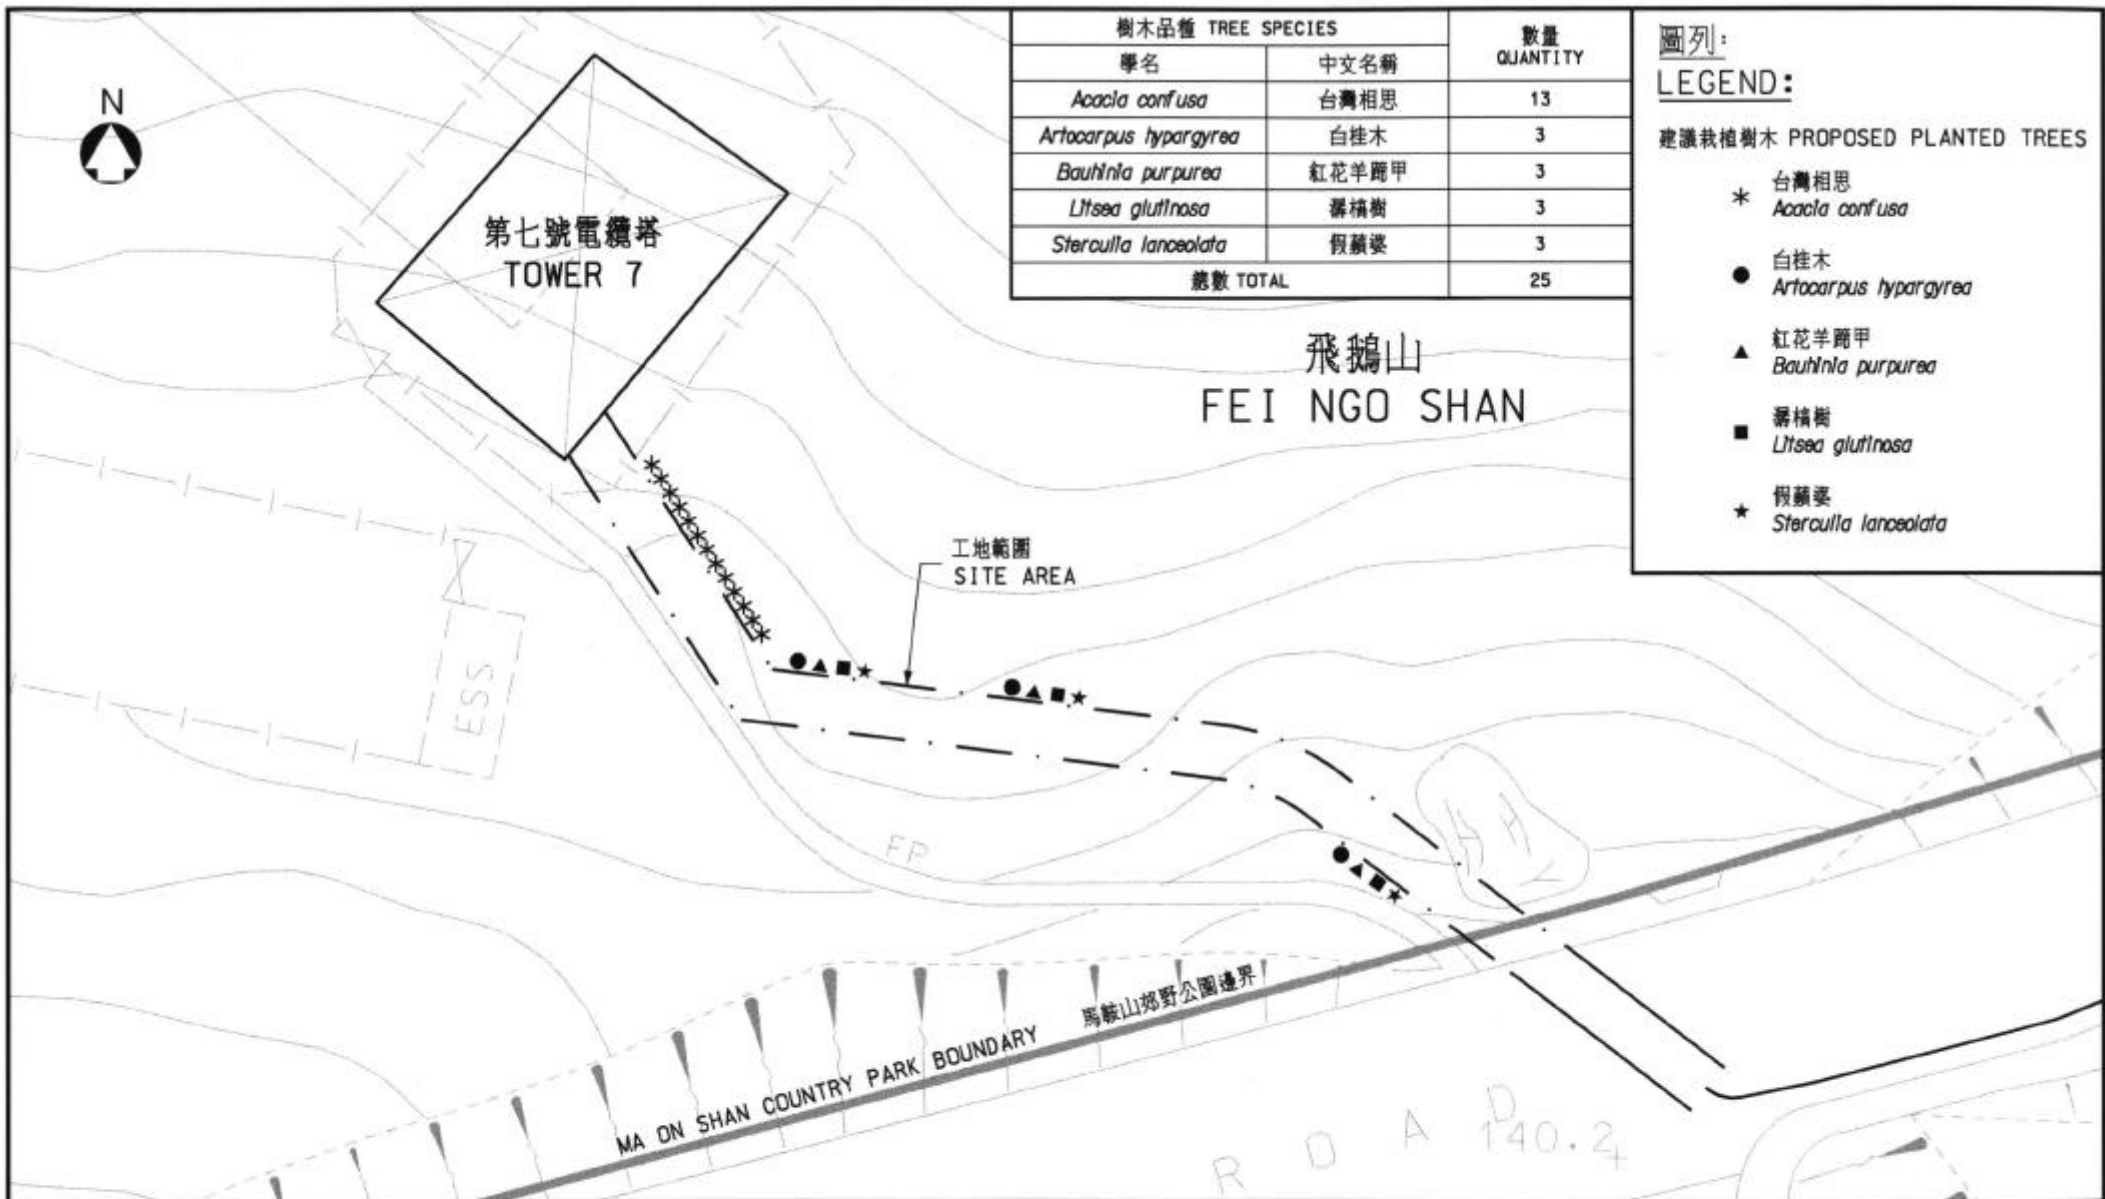 N
第七號電纜塔
TOWER 7
樹木品種 TREE SPECIES
數量
QUANTITY
學名
中文名稱
Acacia confusa
台灣相思
13
Artocarpus hypargyrea
白桂木
3
Bauhinia purpurea
紅花羊蹄甲
3
Litsea glutinosa
潺槁樹
3
Sterculia lanceolata
假蘋婆
3
總數 TOTAL
25
圖列:
LEGEND:
建議栽植樹木 PROPOSED PLANTED TREES
台灣相思
Acacia confusa
白桂木
Artocarpus hypargyrea
紅花羊蹄甲
Bauhinia purpurea
潺槁樹
Litsea glutinosa
假蘋婆
Sterculia lanceolata
飛鵝山
FEI NGO SHAN
工地範圍
SITE AREA
ESS
FP
馬鞍山郊野公園邊界
MA ON SHAN COUNTRY PARK BOUNDARY
ROAD
140.2